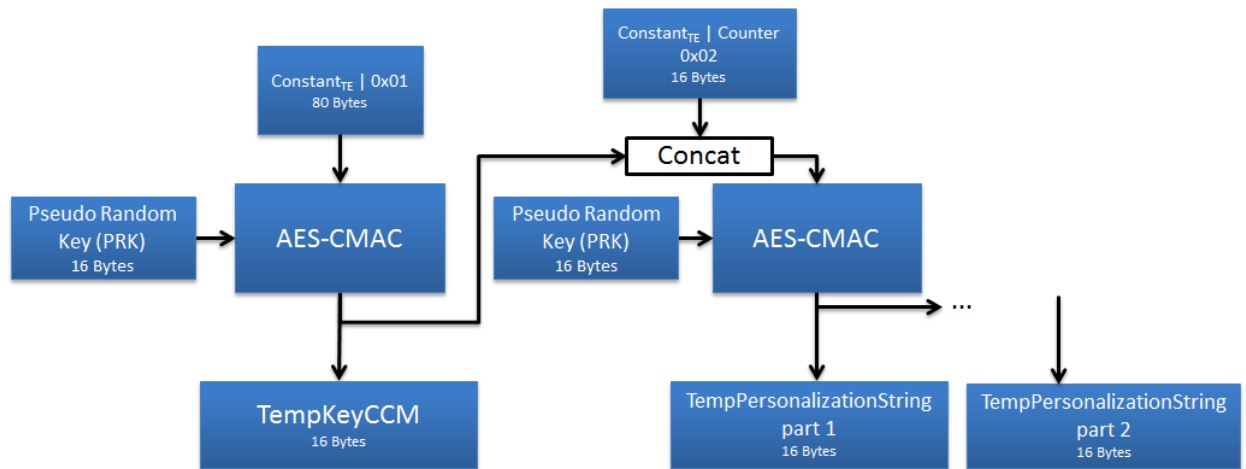 Constant_TE | 0x01
80 Bytes
Constant_TE | Counter
0x02
16 Bytes
Concat
Pseudo Random
Key (PRK)
16 Bytes
AES-CMAC
Pseudo Random
Key (PRK)
16 Bytes
AES-CMAC
...
TempKeyCCM
16 Bytes
TempPersonalizationString
part 1
16 Bytes
TempPersonalizationString
part 2
16 Bytes